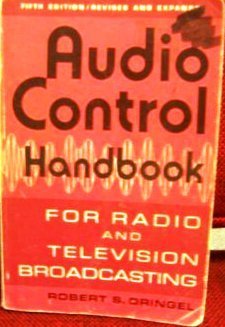 FIFTH EDITION/REVISED AND EXPANDED
Audio
Control
Handbook
FOR RADIO
AND
TELEVISION
BROADCASTING
ROBERT S. ORINGEL